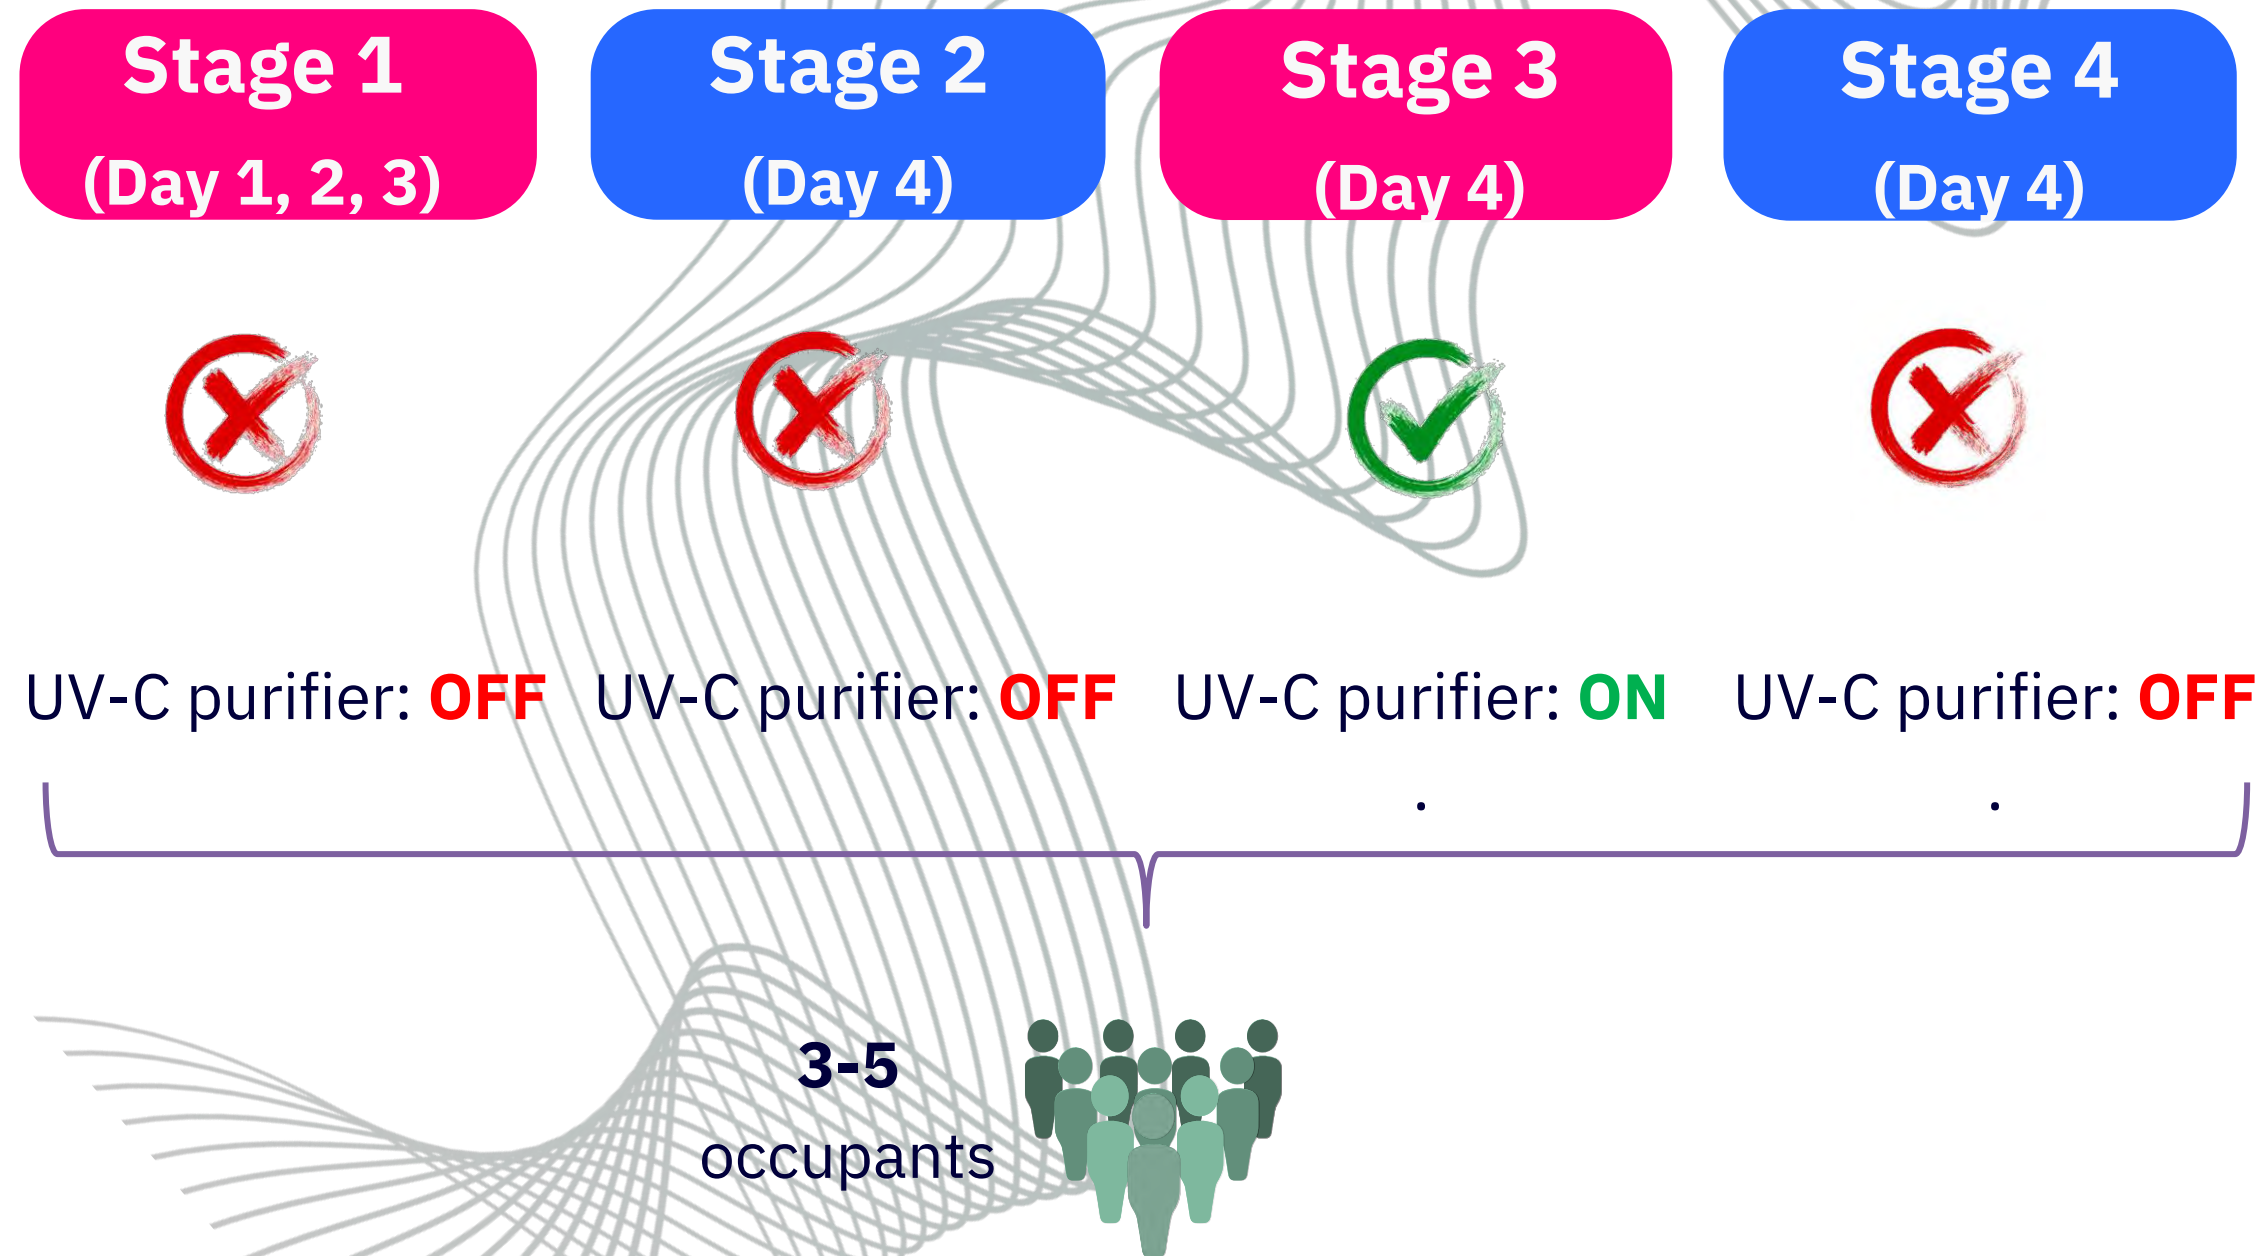 Stage 1
(Day 1, 2, 3)
Stage 2
(Day 4)
Stage 3
(Day 4)
Stage 4
(Day 4)
UV-C purifier: OFF
UV-C purifier: OFF
UV-C purifier: ON
.
UV-C purifier: OFF
.
3-5
occupants